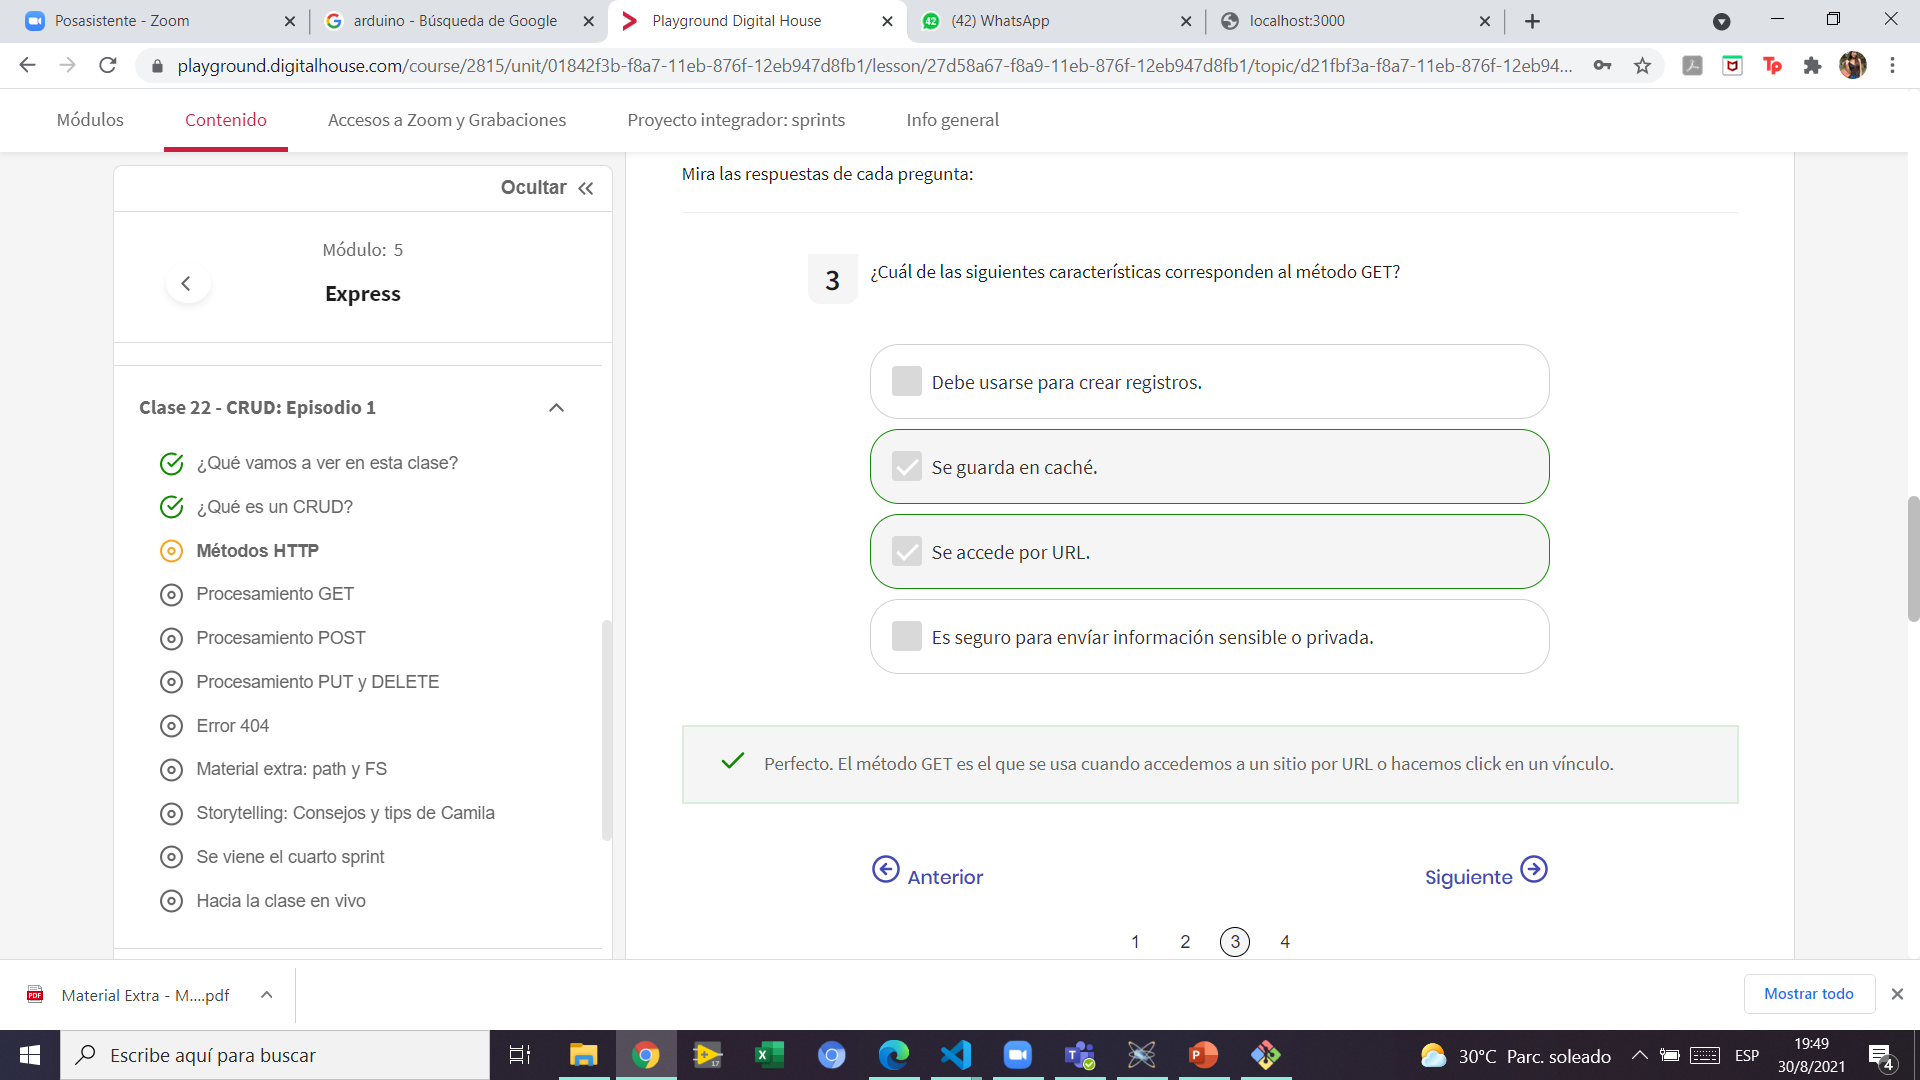 Posasistente - Zoom
arduino - Búsqueda de Google
Playground Digital House
(42) WhatsApp
localhost:3000
playground.digitalhouse.com/course/2815/unit/01842f3b-f8a7-11eb-876f-12eb947d8fb1/lesson/27d58a67-f8a9-11eb-876f-12eb947d8fb1/topic/d21fbf3a-f8a7-11eb-876f-12eb94...
Módulos
Contenido
Accesos a Zoom y Grabaciones
Proyecto integrador: sprints
Info general
Ocultar
Módulo: 5
Express
Clase 22 - CRUD: Episodio 1
¿Qué vamos a ver en esta clase?
¿Qué es un CRUD?
Métodos HTTP
Procesamiento GET
Procesamiento POST
Procesamiento PUT y DELETE
Error 404
Material extra: path y FS
Storytelling: Consejos y tips de Camila
Se viene el cuarto sprint
Hacia la clase en vivo
Mira las respuestas de cada pregunta:
3
¿Cuál de las siguientes características corresponden al método GET?
Debe usarse para crear registros.
Se guarda en caché.
Se accede por URL.
Es seguro para envíar información sensible o privada.
Perfecto. El método GET es el que se usa cuando accedemos a un sitio por URL o hacemos click en un vínculo.
Anterior
Siguiente
1 2 3 4
Material Extra - M....pdf
Mostrar todo
Escribe aquí para buscar
30°C Parc. soleado
ESP
19:49
30/8/2021
4